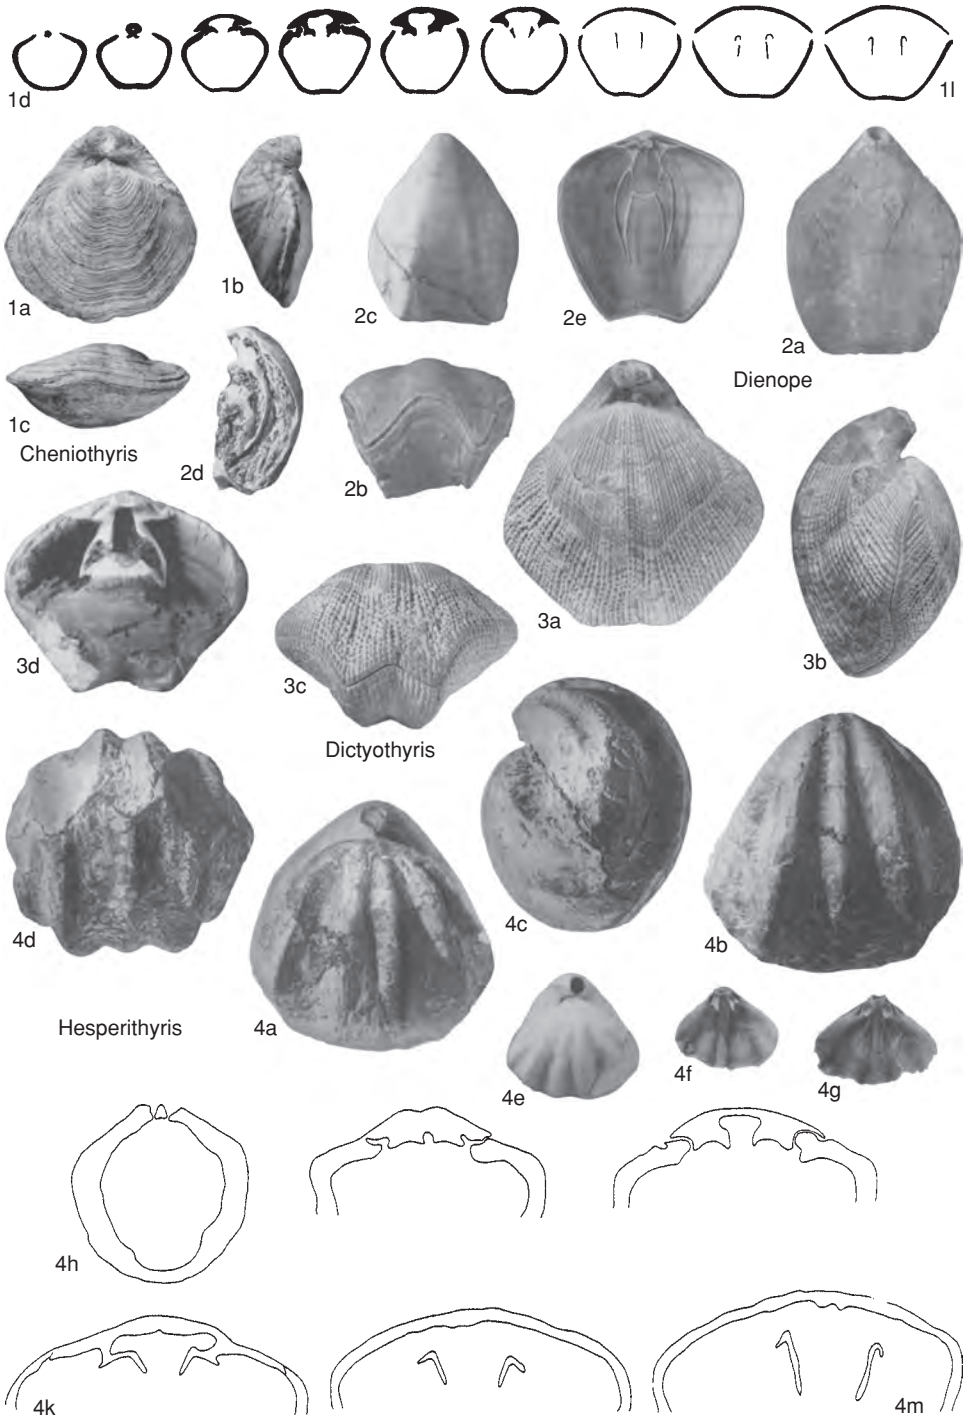 1d
1l
1a
1b
2c
2e
2a
Dienope
1c
Cheniothyris
2d
2b
3a
3b
3d
3c
Dictyothyris
4d
4a
4c
4b
Hesperithyris
4e
4f
4g
4h
4k
4m